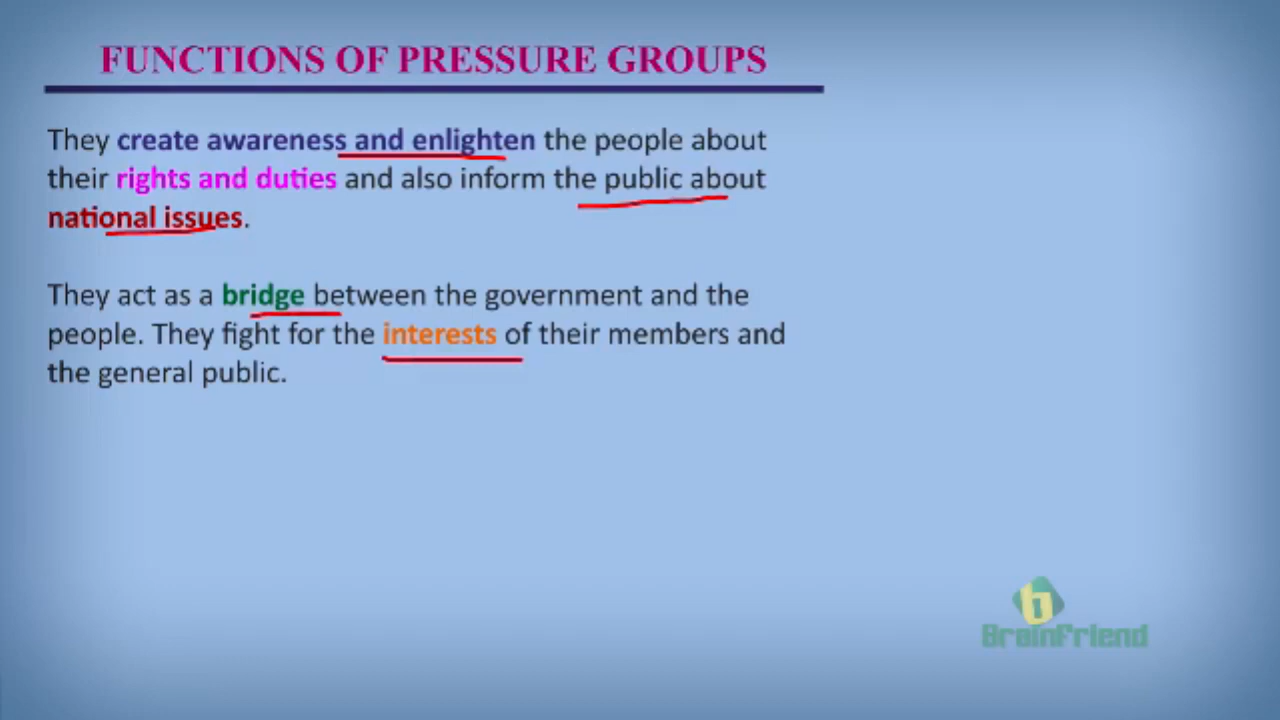 FUNCTIONS OF PRESSURE GROUPS
They create awareness and enlighten the people about
their rights and duties and also inform the public about
national issues.
They act as a bridge between the government and the
people. They fight for the interests of their members and
the general public.
b
BrainFriend